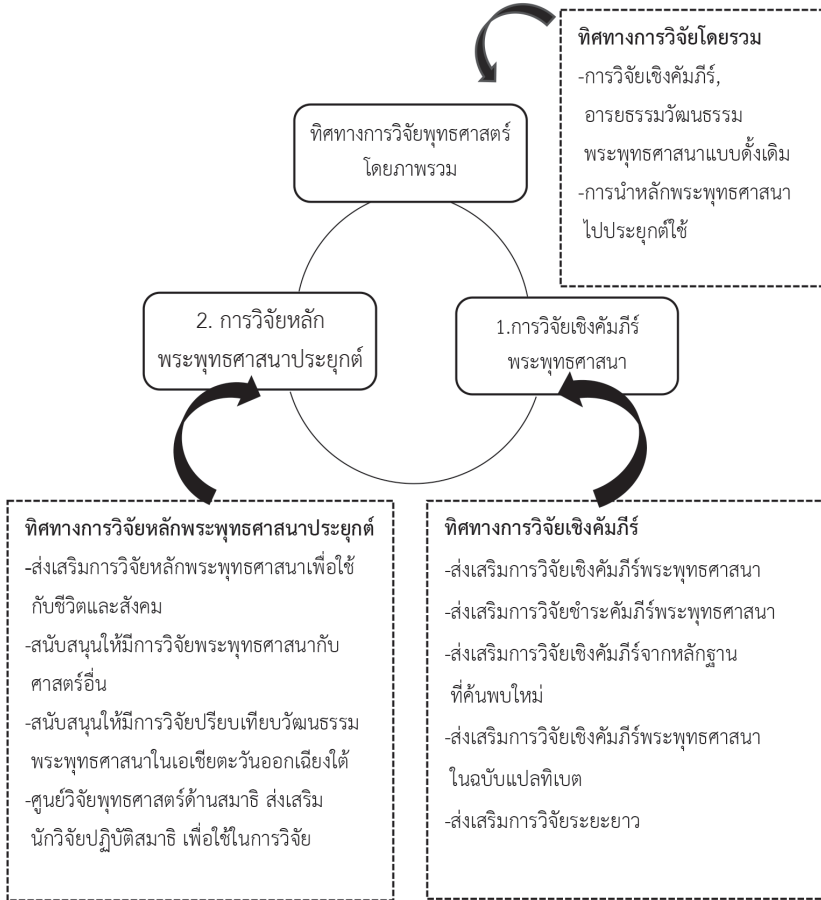 ทิศทางการวิจัยโดยรวม
-การวิจัยเชิงคัมภีร์,
อารยธรรมวัฒนธรรม
พระพุทธศาสนาแบบดั้งเดิม
-การนำหลักพระพุทธศาสนา
ไปประยุกต์ใช้
ทิศทางการวิจัยพุทธศาสตร์
โดยภาพรวม
2. การวิจัยหลัก
พระพุทธศาสนาประยุกต์
1.การวิจัยเชิงคัมภีร์
พระพุทธศาสนา
ทิศทางการวิจัยหลักพระพุทธศาสนาประยุกต์
-ส่งเสริมการวิจัยหลักพระพุทธศาสนาเพื่อใช้
กับชีวิตและสังคม
-สนับสนุนให้มีการวิจัยพระพุทธศาสนากับ
ศาสตร์อื่น
-สนับสนุนให้มีการวิจัยปรียบเทียบวัฒนธรรม
พระพุทธศาสนาในเอเชียตะวันออกเฉียงใต้
-ศูนย์วิจัยพุทธศาสตร์ด้านสมาธิ ส่งเสริม
นักวิจัยปฏิบัติสมาธิ เพื่อใช้ในการวิจัย
ทิศทางการวิจัยเชิงคัมภีร์
-ส่งเสริมการวิจัยเชิงคัมภีร์พระพุทธศาสนา
-ส่งเสริมการวิจัยชำระคัมภีร์พระพุทธศาสนา
-ส่งเสริมการวิจัยเชิงคัมภีร์จากหลักฐาน
ที่ค้นพบใหม่
-ส่งเสริมการวิจัยเชิงคัมภีร์พระพุทธศาสนา
ในฉบับแปลทิเบต
-ส่งเสริมการวิจัยระยะยาว